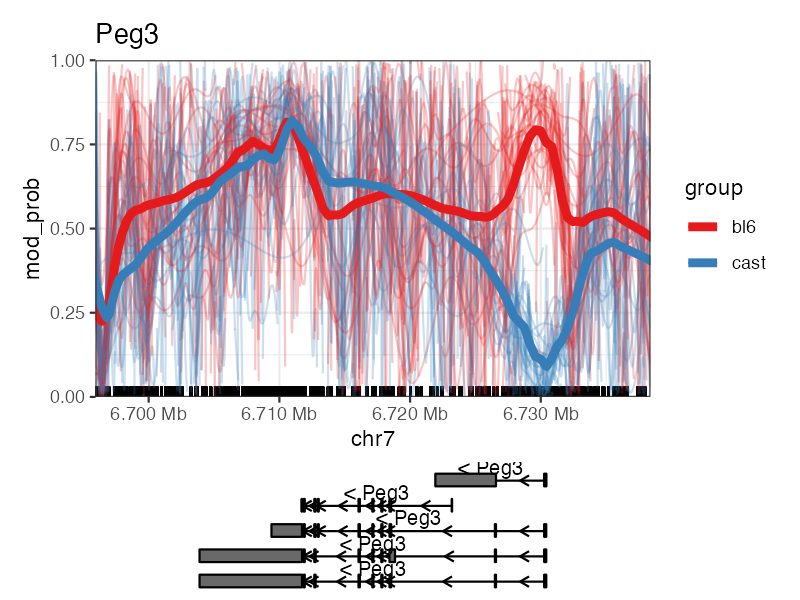 Peg3
1.00
0.75
0.50
0.25
0.00
mod_prob
6.700 Mb 6.710 Mb 6.720 Mb 6.730 Mb
chr7
group
bl6
cast
< Peg3
< Peg3
< Peg3
< Peg3
< Peg3